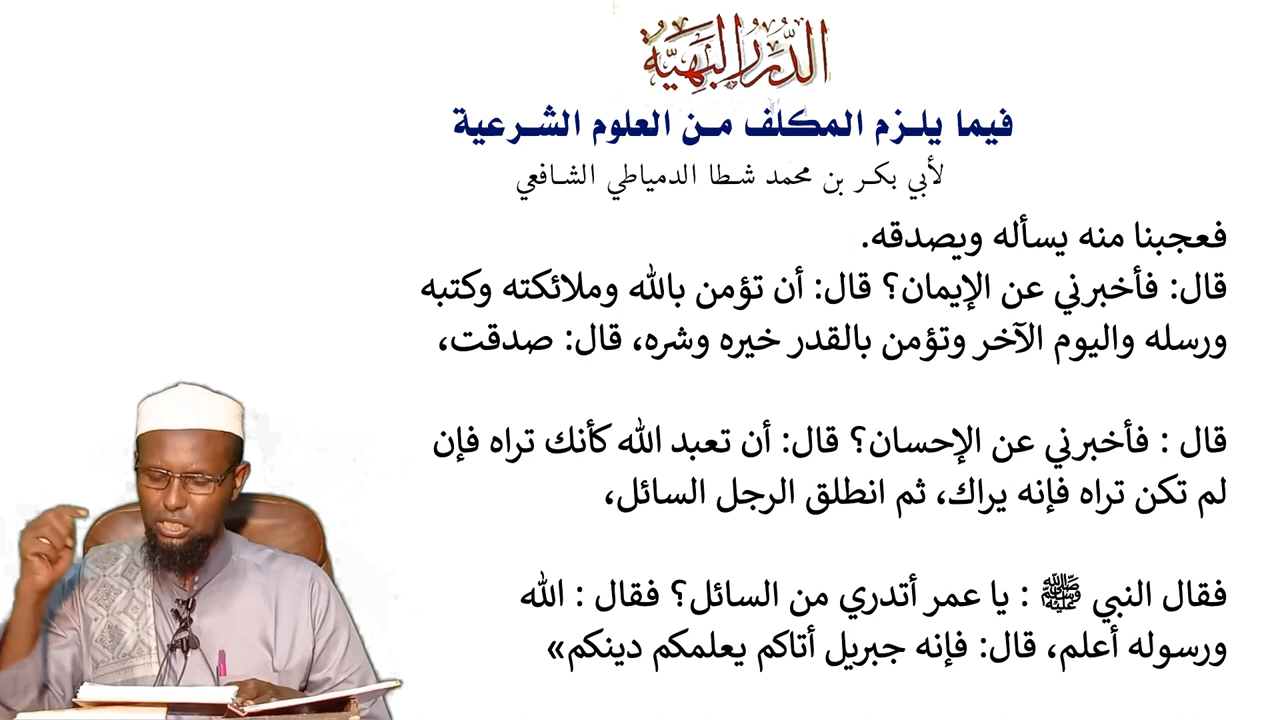 الدرر البهية
فيما يلزم المكلف من العلوم الشرعية
لأبي بكر بن محمد شطا الدمياطي الشافعي
فعجبنا منه يسأله ويصدقه.
قال: فأخبرني عن الإيمان؟ قال: أن تؤمن بالله وملائكته وكتبه
ورسله واليوم الآخر وتؤمن بالقدر خيره وشره، قال: صدقت،
قال : فأخبرني عن الإحسان؟ قال: أن تعبد الله كأنك تراه فإن
لم تكن تراه فإنه يراك، ثم انطلق الرجل السائل،
فقال النبي ﷺ : يا عمر أتدري من السائل؟ فقال : الله
ورسوله أعلم، قال: فإنه جبريل أتاكم يعلمكم دينكم»